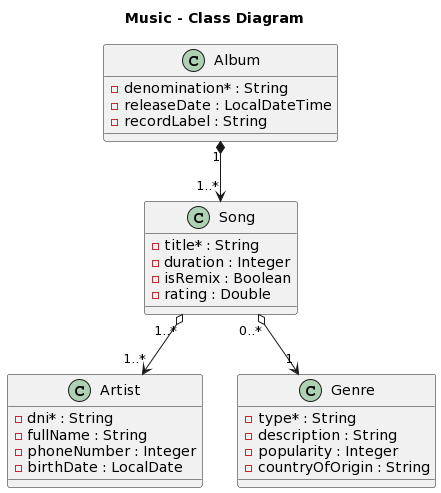 Music - Class Diagram
C Album
denomination* : String
releaseDate : LocalDateTime
recordLabel : String
1
1..*
C Song
title* : String
duration : Integer
isRemix : Boolean
rating : Double
1..*
0..*
1..*
1
C Artist
dni* : String
fullName : String
phoneNumber : Integer
birthDate : LocalDate
C Genre
type* : String
description : String
popularity : Integer
countryOfOrigin : String